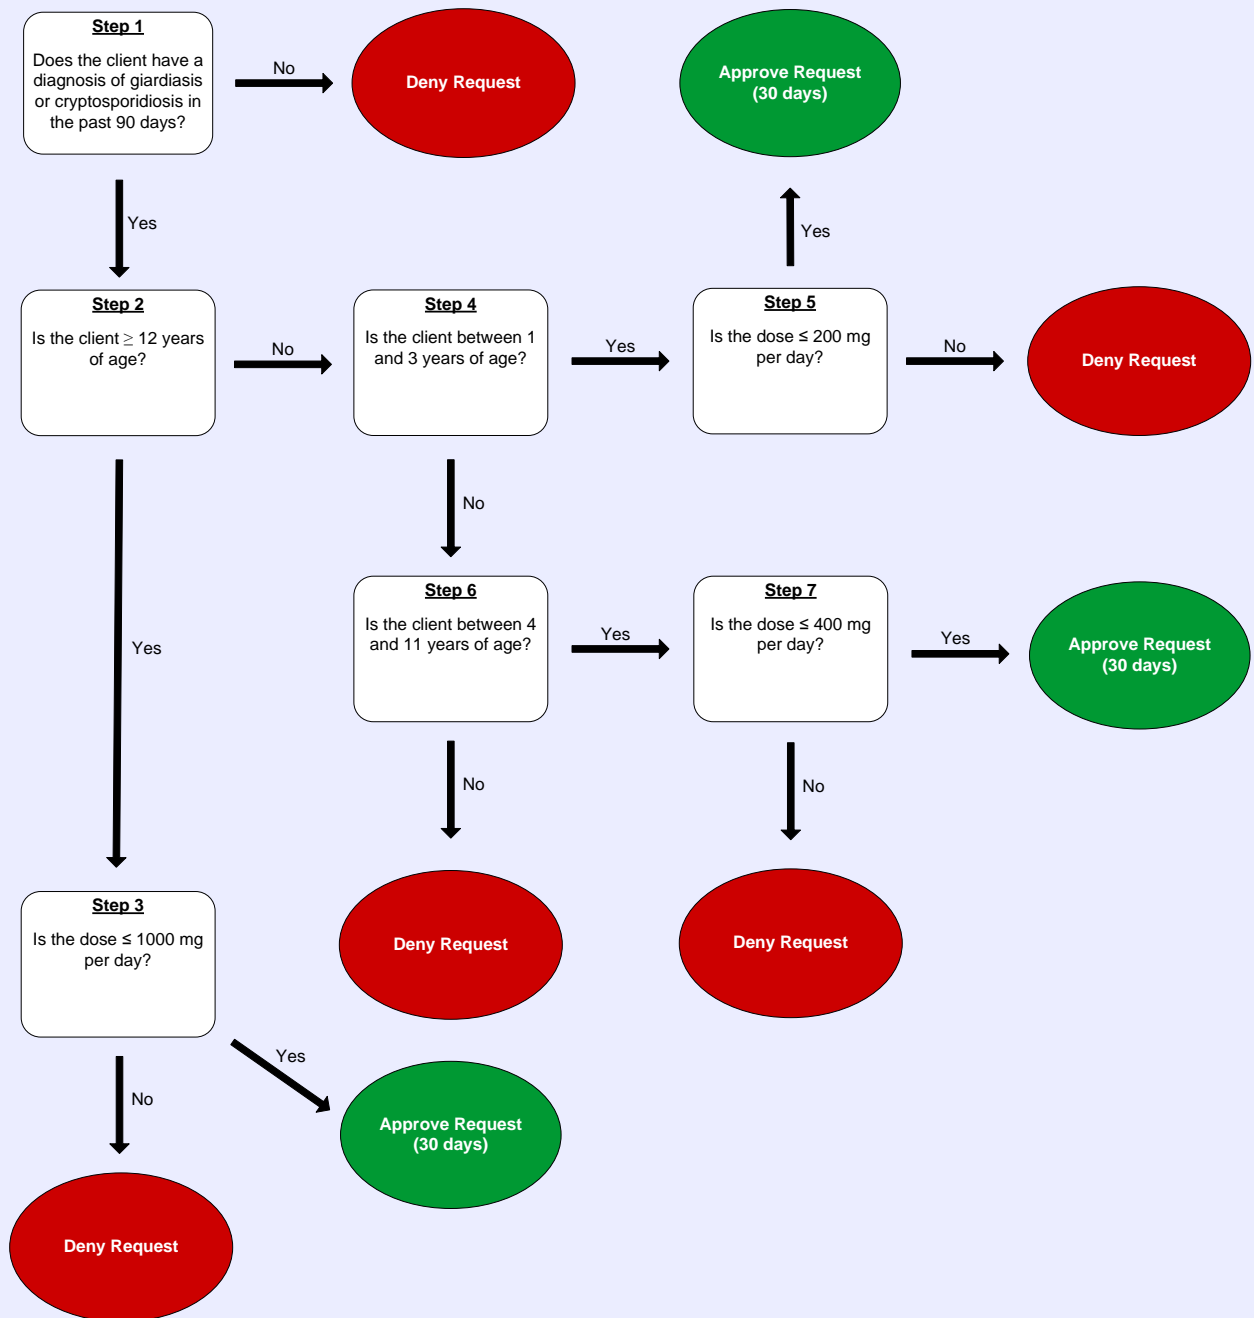 Step 1
Does the client have a
diagnosis of giardiasis
or cryptosporidiosis in
the past 90 days?
No
Deny Request
Approve Request
(30 days)
Yes
Yes
Step 2
Is the client ≥ 12 years
of age?
No
Step 4
Is the client between 1
and 3 years of age?
Yes
Step 5
Is the dose ≤ 200 mg
per day?
No
Deny Request
No
Yes
Step 6
Is the client between 4
and 11 years of age?
Yes
Step 7
Is the dose ≤ 400 mg
per day?
Yes
Approve Request
(30 days)
No
No
Step 3
Is the dose ≤ 1000 mg
per day?
Deny Request
Deny Request
Yes
No
Approve Request
(30 days)
Deny Request